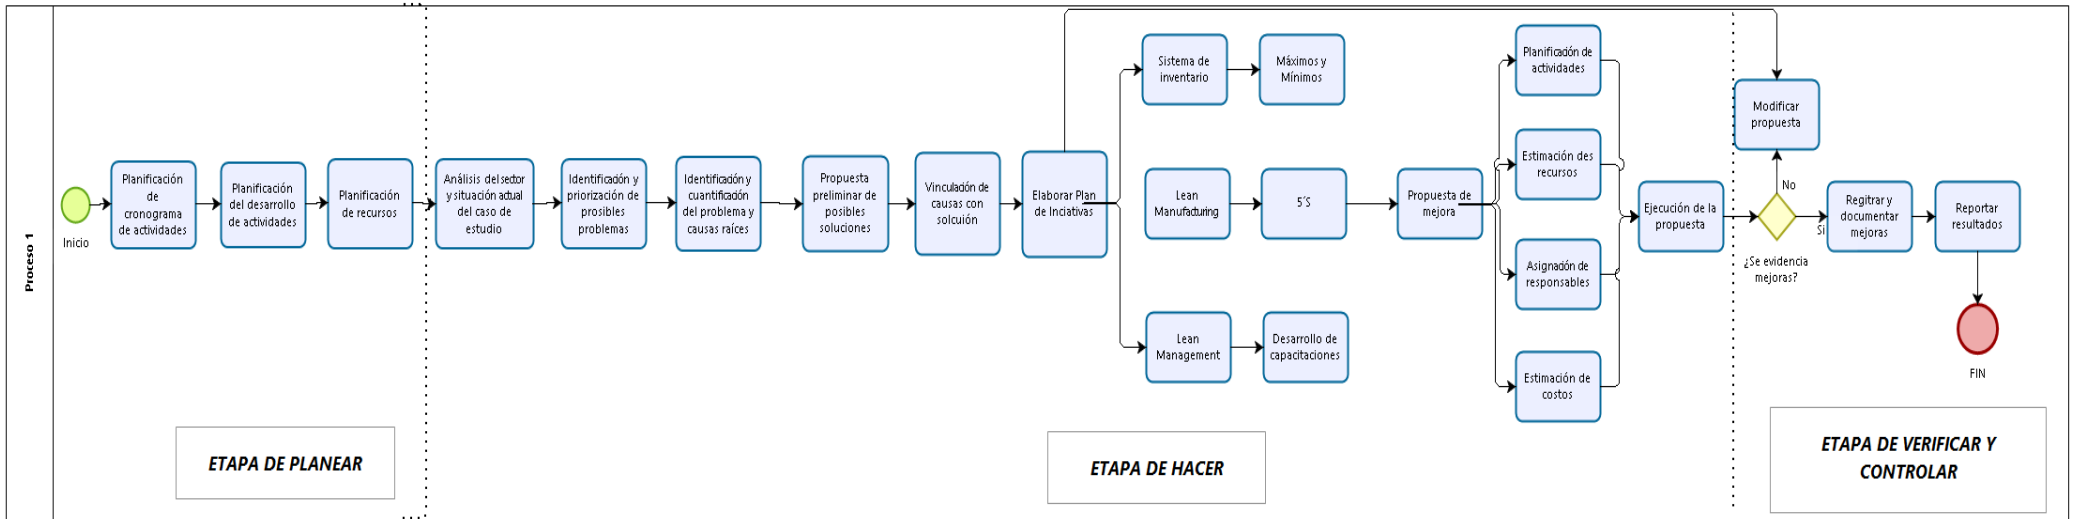 Proceso 1
Inicio
Planificación
de
cronograma
de actividades
Planificación
del desarrollo
de actividades
Planificación
de recursos
Análisis del sector
y situación actual
del caso de
estudio
Identificación y
priorización de
prosibles
problemas
Identificación y
cuantificación
del problema y
causas raíces
Propuesta
preliminar de
posibles
soluciones
Vinculación de
causas con
solcuión
Elaborar Plan
de Inciativas
Sistema de
inventario
Máximos y
Mínimos
Lean
Manufacturing
5´S
Lean
Management
Desarrollo de
capacitaciones
Propuesta de
mejora
Planificación de
actividades
Estimación des
recursos
Asignación de
responsables
Estimación de
costos
Ejecución de la
propuesta
Modificar
propuesta
No
Si
¿Se evidencia
mejoras?
Regitrar y
documentar
mejoras
Reportar
resultados
FIN
ETAPA DE PLANEAR
ETAPA DE HACER
ETAPA DE VERIFICAR Y
CONTROLAR